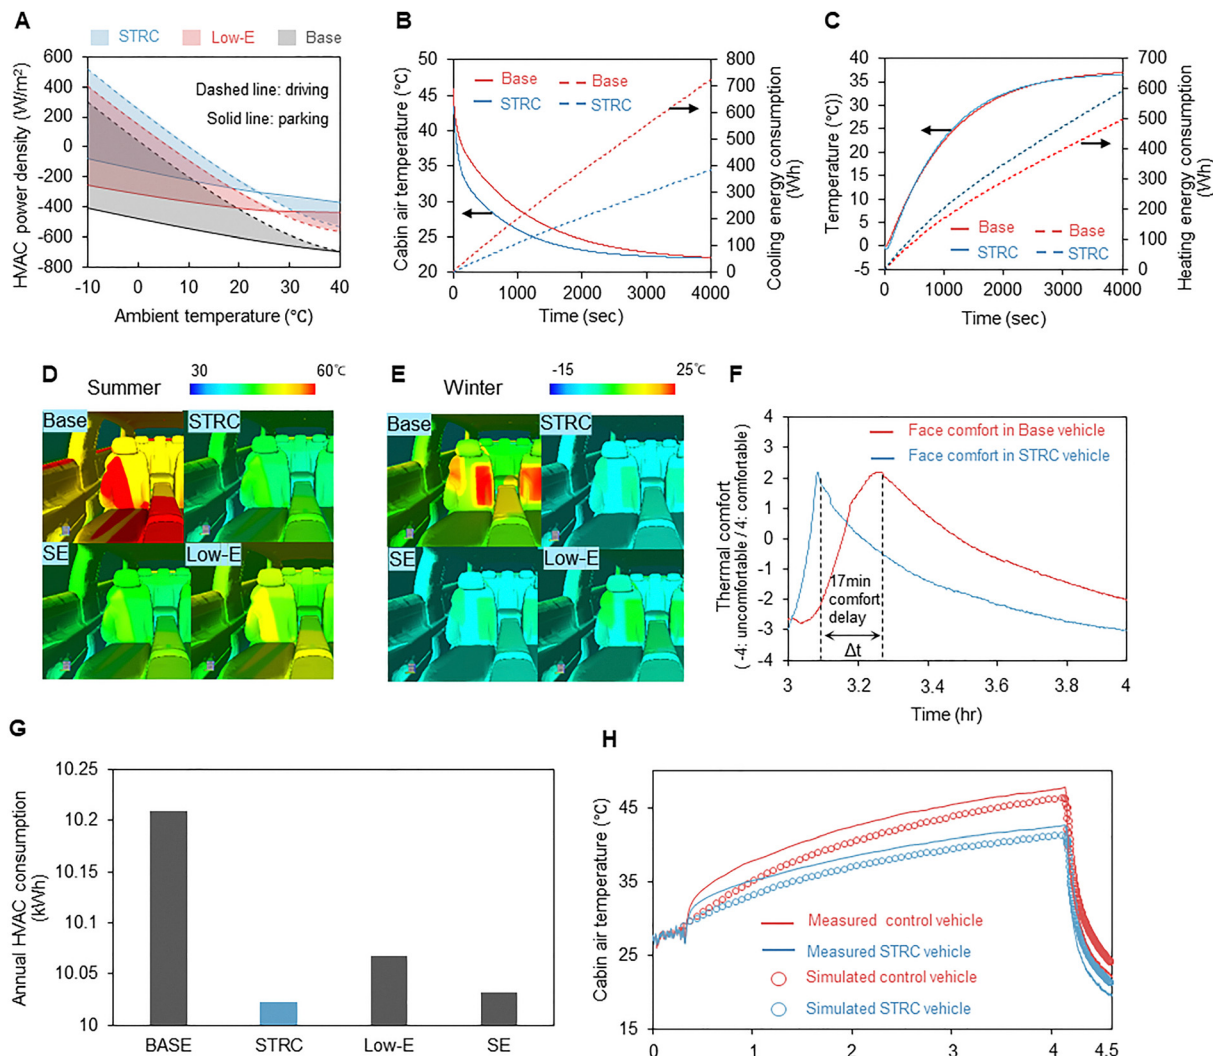 A
STRC
Low-E
Base
HVAC power density (W/m²)
600
400
200
0
-200
-400
-600
-800
Dashed line: driving
Solid line: parking
-10
0
10
20
30
40
Ambient temperature (°C)
B
Cabin air temperature (°C)
50
45
40
35
30
25
20
Base
Base
STRC
STRC
800
700
600
500
400
300
200
100
0
Cooling energy consumption
(Wh)
0
1000
2000
3000
4000
Time (sec)
C
Temperature (°C))
40
35
30
25
20
15
10
5
0
-5
Base
Base
STRC
STRC
700
600
500
400
300
200
100
0
Heating energy consumption
(Wh)
0
1000
2000
3000
4000
Time (sec)
D
Summer
30
60℃
Base
STRC
SE
Low-E
E
Winter
-15
25℃
Base
STRC
SE
Low-E
F
Thermal comfort
( -4: uncomfortable / 4: comfortable)
4
3
2
1
0
-1
-2
-3
-4
Face comfort in Base vehicle
Face comfort in STRC vehicle
17min
comfort
delay
Δt
3
3.2
3.4
3.6
3.8
4
Time (hr)
G
Annual HVAC consumption
(kWh)
10.25
10.2
10.15
10.1
10.05
10
BASE
STRC
Low-E
SE
H
Cabin air temperature (°C)
45
35
25
15
Measured control vehicle
Measured STRC vehicle
Simulated control vehicle
Simulated STRC vehicle
0
1
2
3
4
4.5